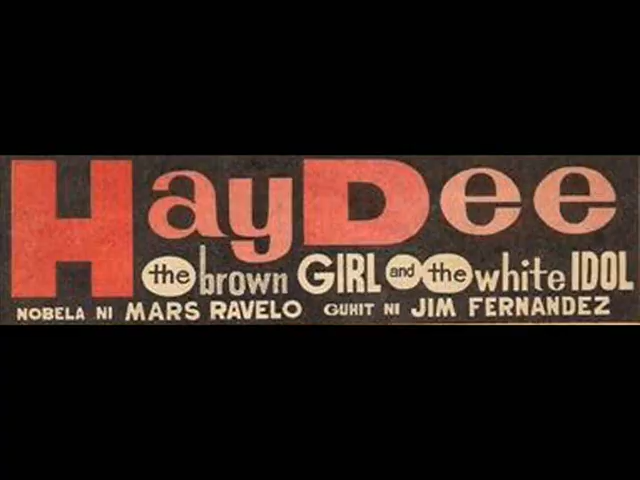 HayDee
the brown GIRL and the white IDOL
NOBELA NI MARS RAVELO GUHIT NI JIM FERNANDEZ